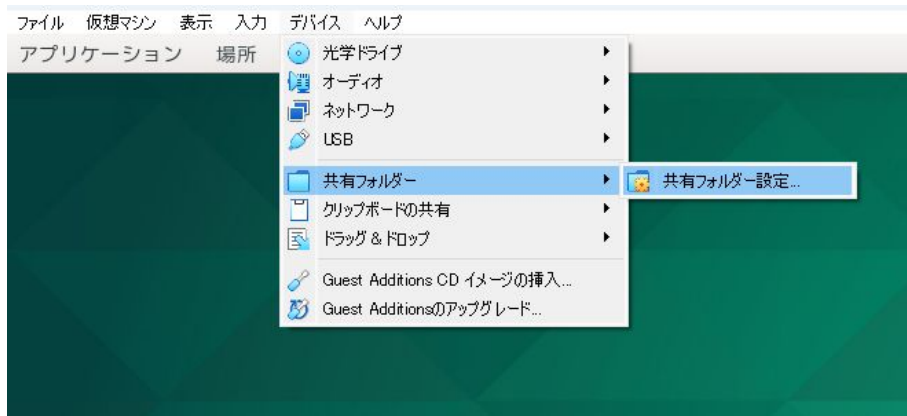 ファイル 仮想マシン 表示 入力 デバイス ヘルプ
アプリケーション 場所
光学ドライブ
オーディオ
ネットワーク
USB
共有フォルダー
共有フォルダー設定...
クリップボードの共有
ドラッグ & ドロップ
Guest Additions CD イメージの挿入...
Guest Additionsのアップグレード...